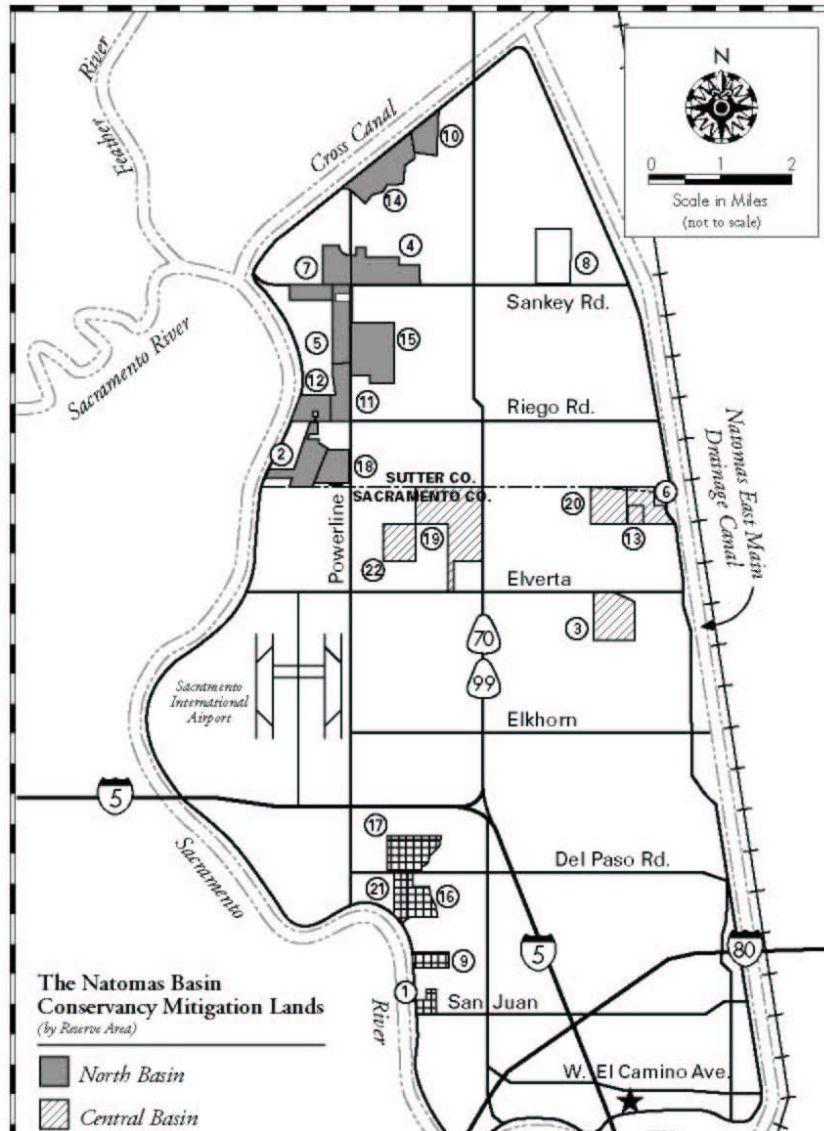 N
0 1 2
Scale in Miles
(not to scale)
River
Feather
Cross Canal
10
14
4
7
8
Sankey Rd.
5
15
Sacramento River
12
11
Riego Rd.
2
18
SUTTER CO.
SACRAMENTO CO.
6
20
Natomas East Main
Drainage Canal
Powerline
19
13
22
Elverta
3
70
99
Sacramento
International
Airport
Elkhorn
5
17
Del Paso Rd.
Sacramento
21
16
9
5
80
1
San Juan
River
The Natomas Basin
Conservancy Mitigation Lands
(by Reserve Area)
North Basin
W. El Camino Ave.
Central Basin